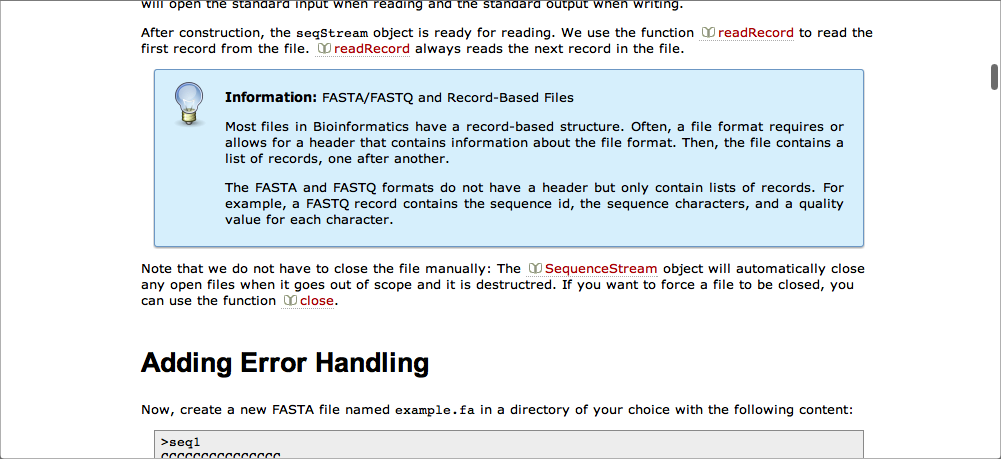 will open the standard input when reading and the standard output when writing.
After construction, the seqStream object is ready for reading. We use the function readRecord to read the
first record from the file. readRecord always reads the next record in the file.
Information: FASTA/FASTQ and Record-Based Files
Most files in Bioinformatics have a record-based structure. Often, a file format requires or
allows for a header that contains information about the file format. Then, the file contains a
list of records, one after another.
The FASTA and FASTQ formats do not have a header but only contain lists of records. For
example, a FASTQ record contains the sequence id, the sequence characters, and a quality
value for each character.
Note that we do not have to close the file manually: The SequenceStream object will automatically close
any open files when it goes out of scope and it is destructred. If you want to force a file to be closed, you
can use the function close.
Adding Error Handling
Now, create a new FASTA file named example.fa in a directory of your choice with the following content:
>seq1
CCCCCCCCCCCCCCC